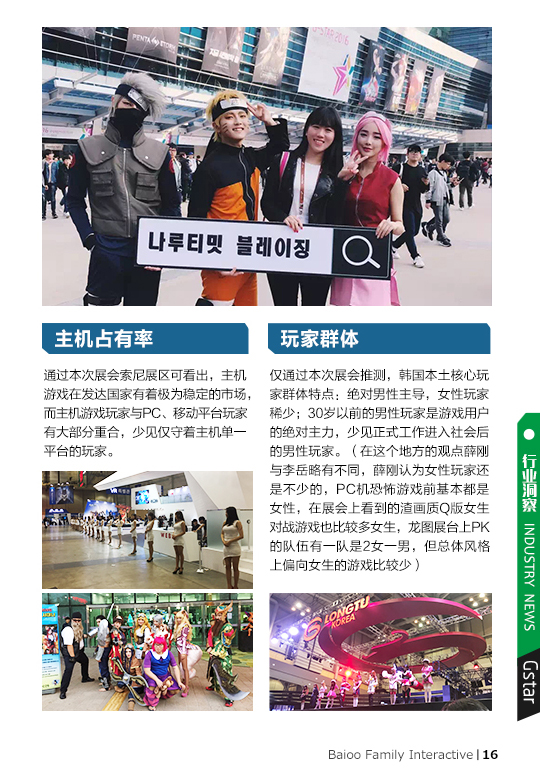 PENTA STORM
STAR 2016
나루티밋 블레이징
主机占有率
通过本次展会索尼展区可看出，主机
游戏在发达国家有着极为稳定的市场，
而主机游戏玩家与PC、移动平台玩家
有大部分重合，少见仅守着主机单一
平台的玩家。
玩家群体
仅通过本次展会推测，韩国本土核心玩
家群体特点：绝对男性主导，女性玩家
稀少；30岁以前的男性玩家是游戏用户
的绝对主力，少见正式工作进入社会后
的男性玩家。（在这个地方的观点薛刚
与李岳略有不同，薛刚认为女性玩家还
是不少的，PC机恐怖游戏前基本都是
女性，在展会上看到的渣画质Q版女生
对战游戏也比较多女生，龙图展台上PK
的队伍有一队是2女一男，但总体风格
上偏向女生的游戏比较少）
VR
WEBZ
LONGTU
KOREA
行业洞察 INDUSTRY NEWS
Gstar
Baioo Family Interactive | 16